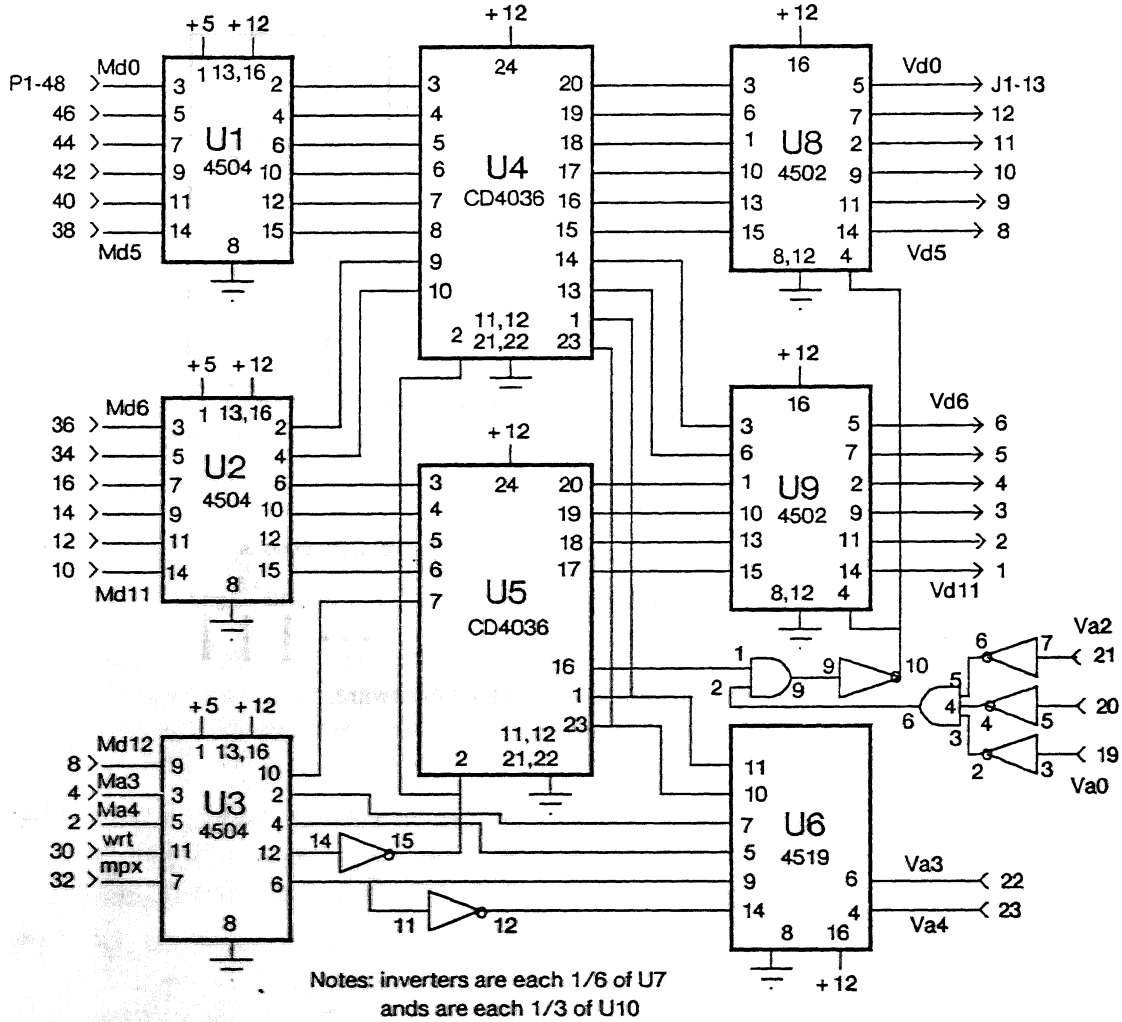 +5 +12
+12
+12
P1-48 Md0 3 1 13,16 2 3 24 20 3 16 5 Vd0 J1-13
46 5 4 4 19 6 7 12
44 7 U1 6 5 18 1 U8 2 11
42 9 4504 10 6 U4 17 10 4502 9 10
40 11 12 7 CD4036 16 13 11 9
38 14 15 8 15 15 14 8
Md5 8 9 14 8,12 4 Vd5
10 13
11,12 1
2 21,22 23
+5 +12
+12
36 Md6 3 1 13,16 2 3 16 5 Vd6 6
34 5 4 +12 6 7 5
16 7 U2 6 3 24 20 1 U9 2 4
14 9 4504 10 4 19 10 4502 9 3
12 11 12 5 18 13 11 2
10 14 15 6 17 15 14 1
Md11 8 7 U5 8,12 4 Vd11
CD4036
16 1 9 10 6 7 Va2 21
2 9 5
1 6 4 4 5 20
+5 +12
23 3 2 3 19
11,12 Va0
2 21,22
8 Md12 9 1 13,16 10 11
4 Ma3 3 U3 2 10
2 Ma4 5 4504 4 7 U6
30 wrt 11 12 14 15 5 4519
32 mpx 7 6 9 6 Va3 22
11 12 14 4 Va4 23
8 8 16
+12
Notes: inverters are each 1/6 of U7
ands are each 1/3 of U10